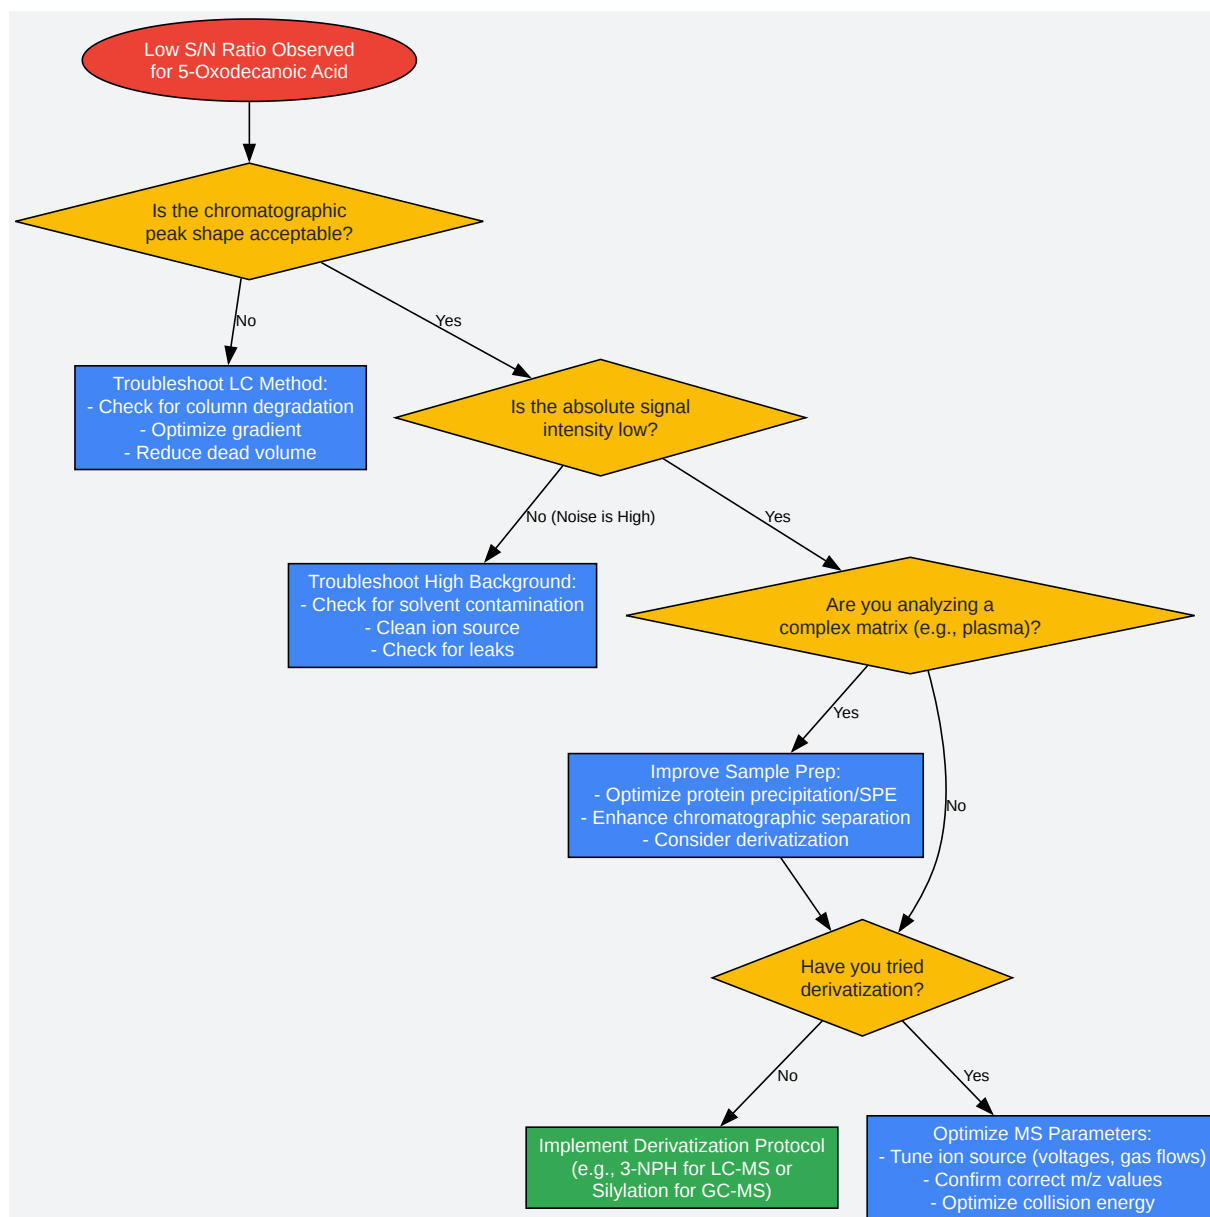 Low S/N Ratio Observed
for 5-Oxodecanoic Acid
Is the chromatographic
peak shape acceptable?
No
Yes
Troubleshoot LC Method:
- Check for column degradation
- Optimize gradient
- Reduce dead volume
Is the absolute signal
intensity low?
No (Noise is High)
Yes
Troubleshoot High Background:
- Check for solvent contamination
- Clean ion source
- Check for leaks
Are you analyzing a
complex matrix (e.g., plasma)?
Yes
No
Improve Sample Prep:
- Optimize protein precipitation/SPE
- Enhance chromatographic separation
- Consider derivatization
Have you tried
derivatization?
No
Yes
Implement Derivatization Protocol
(e.g., 3-NPH for LC-MS or
Silylation for GC-MS)
Optimize MS Parameters:
- Tune ion source (voltages, gas flows)
- Confirm correct m/z values
- Optimize collision energy